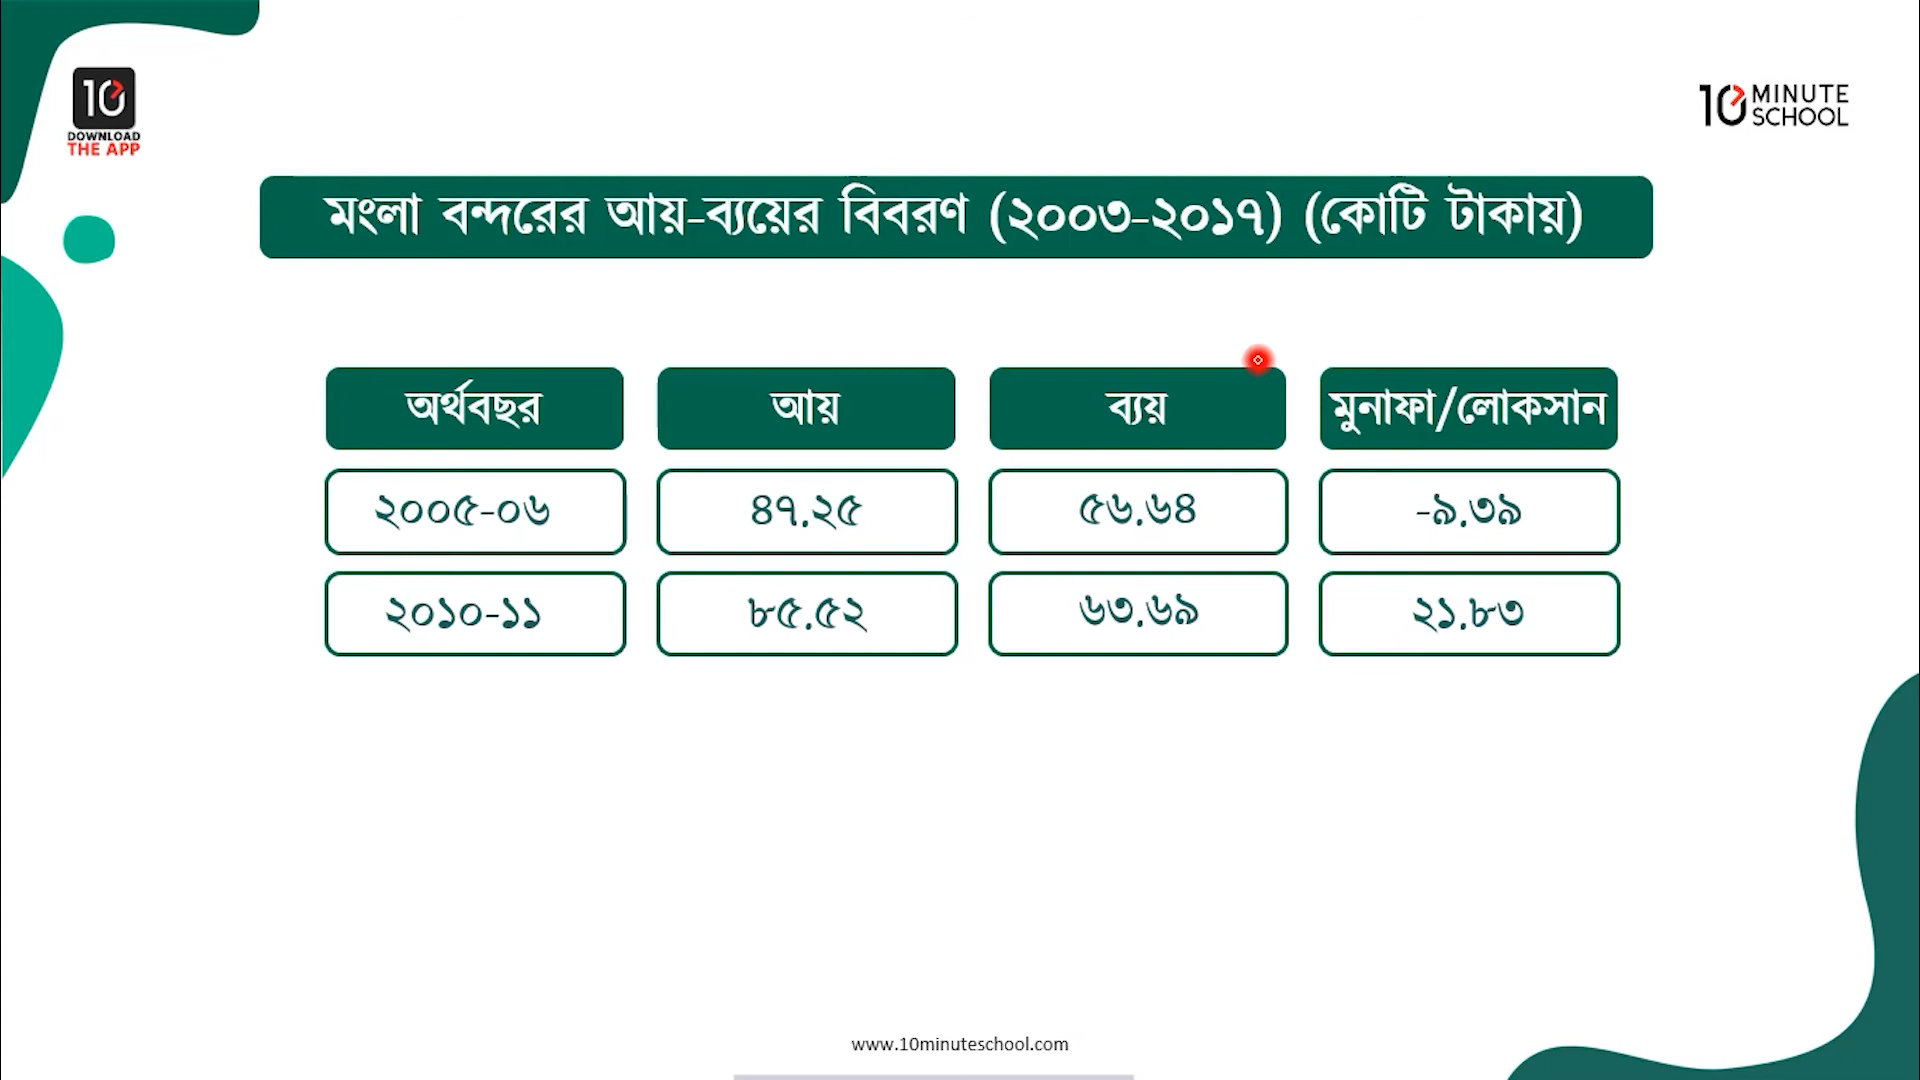 10
DOWNLOAD
THE APP
10 MINUTE
SCHOOL
মংলা বন্দরের আয়-ব্যয়ের বিবরণ (২০০৩-২০১৭) (কোটি টাকায়)
অর্থবছর আয় ব্যয় মুনাফা/লোকসান
২০০৫-০৬ ৪৭.২৫ ৫৬.৬৪ -৯.৩৯
২০১০-১১ ৮৫.৫২ ৬৩.৬৯ ২১.৮৩
www.10minuteschool.com